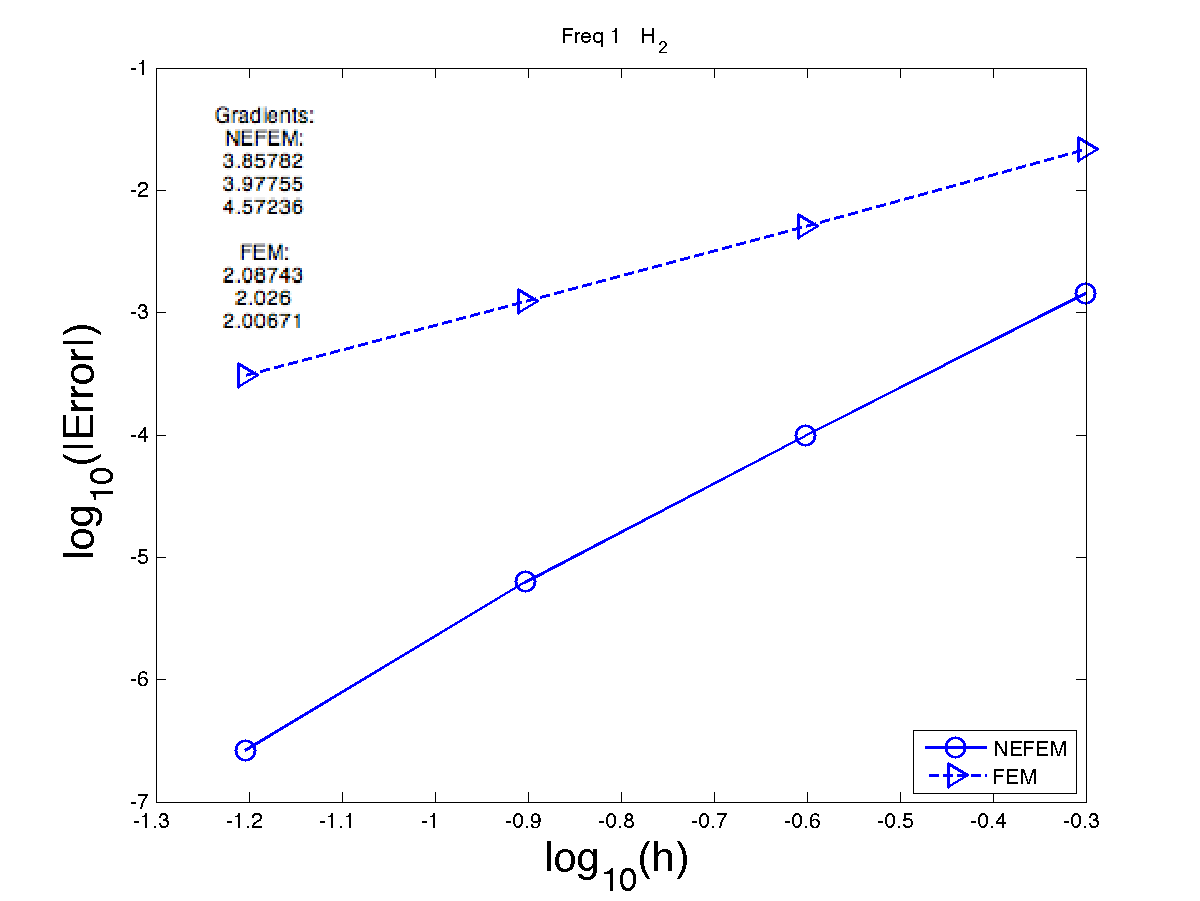 Freq 1 H2
Gradients:
NEFEM:
3.85782
3.97755
4.57236
FEM:
2.08743
2.026
2.00671
log10(|Error|)
-1
-2
-3
-4
-5
-6
-7
-1.3 -1.2 -1.1 -1 -0.9 -0.8 -0.7 -0.6 -0.5 -0.4 -0.3
log10(h)
NEFEM
FEM